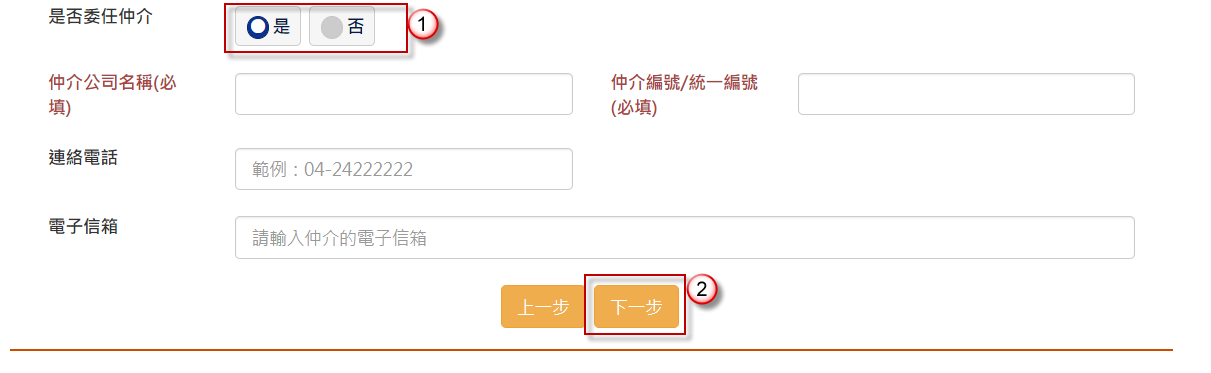 是否委任仲介
是
否
1
仲介公司名稱(必
填)
仲介編號/統一編號
(必填)
連絡電話
範例：04-24222222
電子信箱
請輸入仲介的電子信箱
上一步
下一步
2